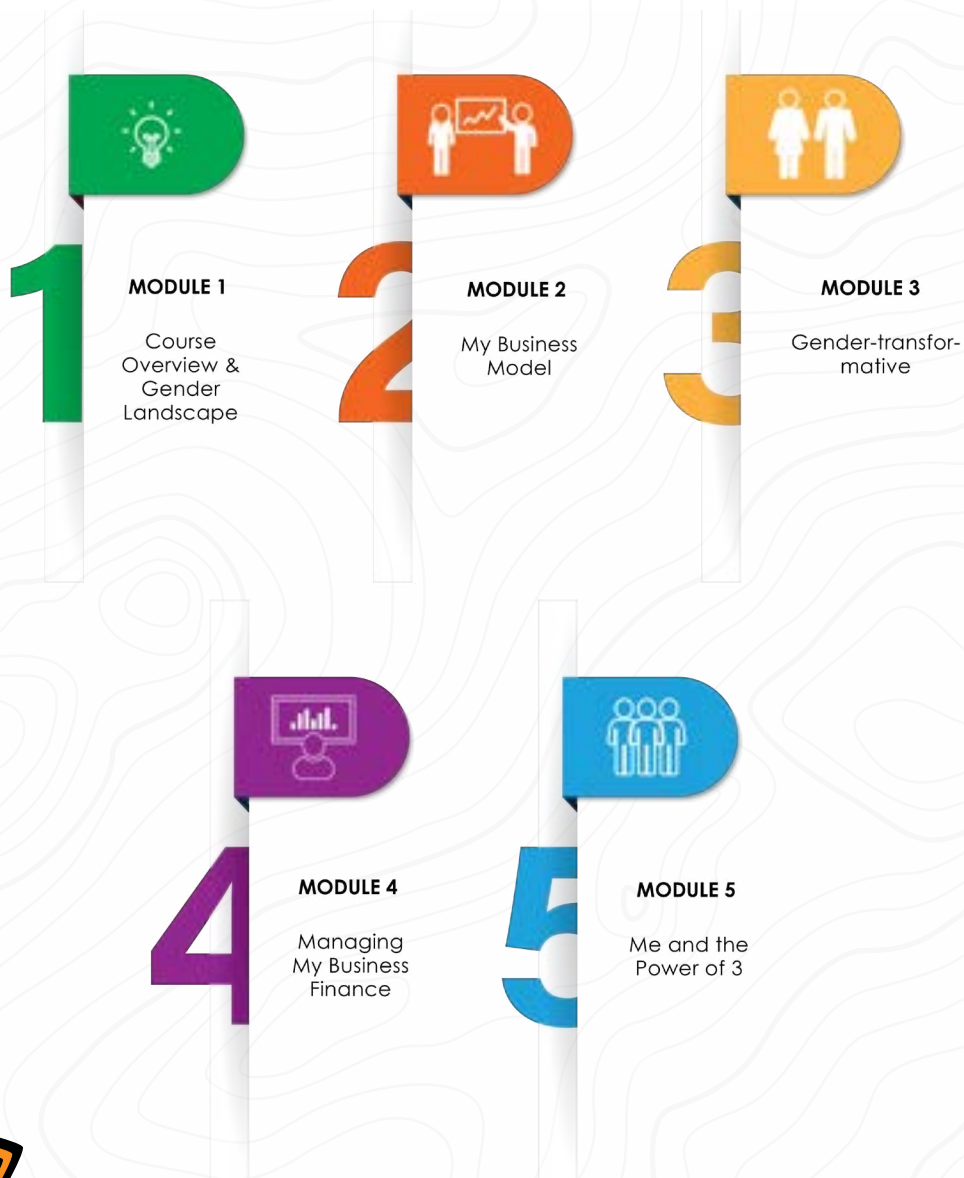 1
MODULE 1
Course
Overview &
Gender
Landscape
2
MODULE 2
My Business
Model
3
MODULE 3
Gender-transfor-
mative
4
MODULE 4
Managing
My Business
Finance
5
MODULE 5
Me and the
Power of 3